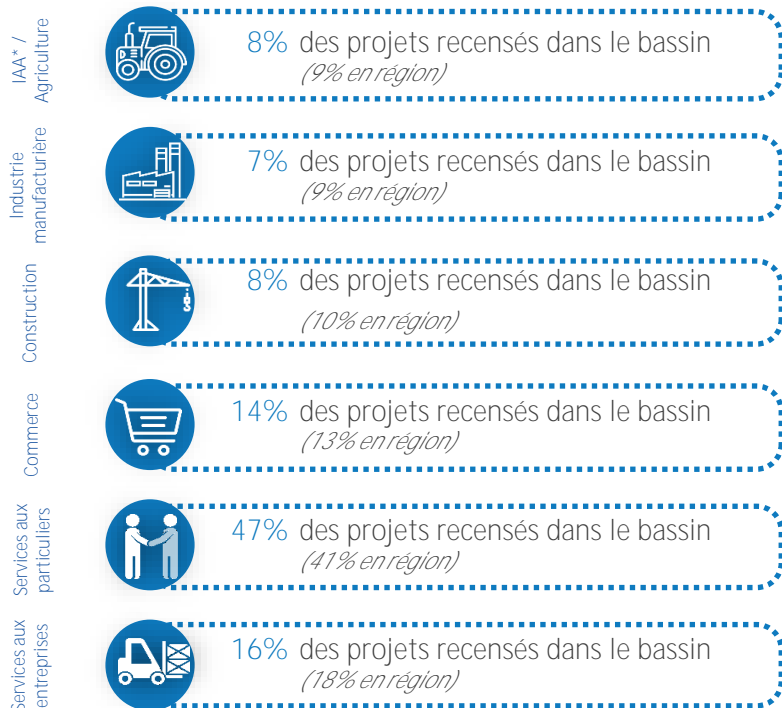 IAA* /
Agriculture
8% des projets recensés dans le bassin
(9% en région)
Industrie
manufacturière
7% des projets recensés dans le bassin
(9% en région)
Construction
8% des projets recensés dans le bassin
(10% en région)
Commerce
14% des projets recensés dans le bassin
(13% en région)
Services aux
particuliers
47% des projets recensés dans le bassin
(41% en région)
Services aux
entreprises
16% des projets recensés dans le bassin
(18% en région)